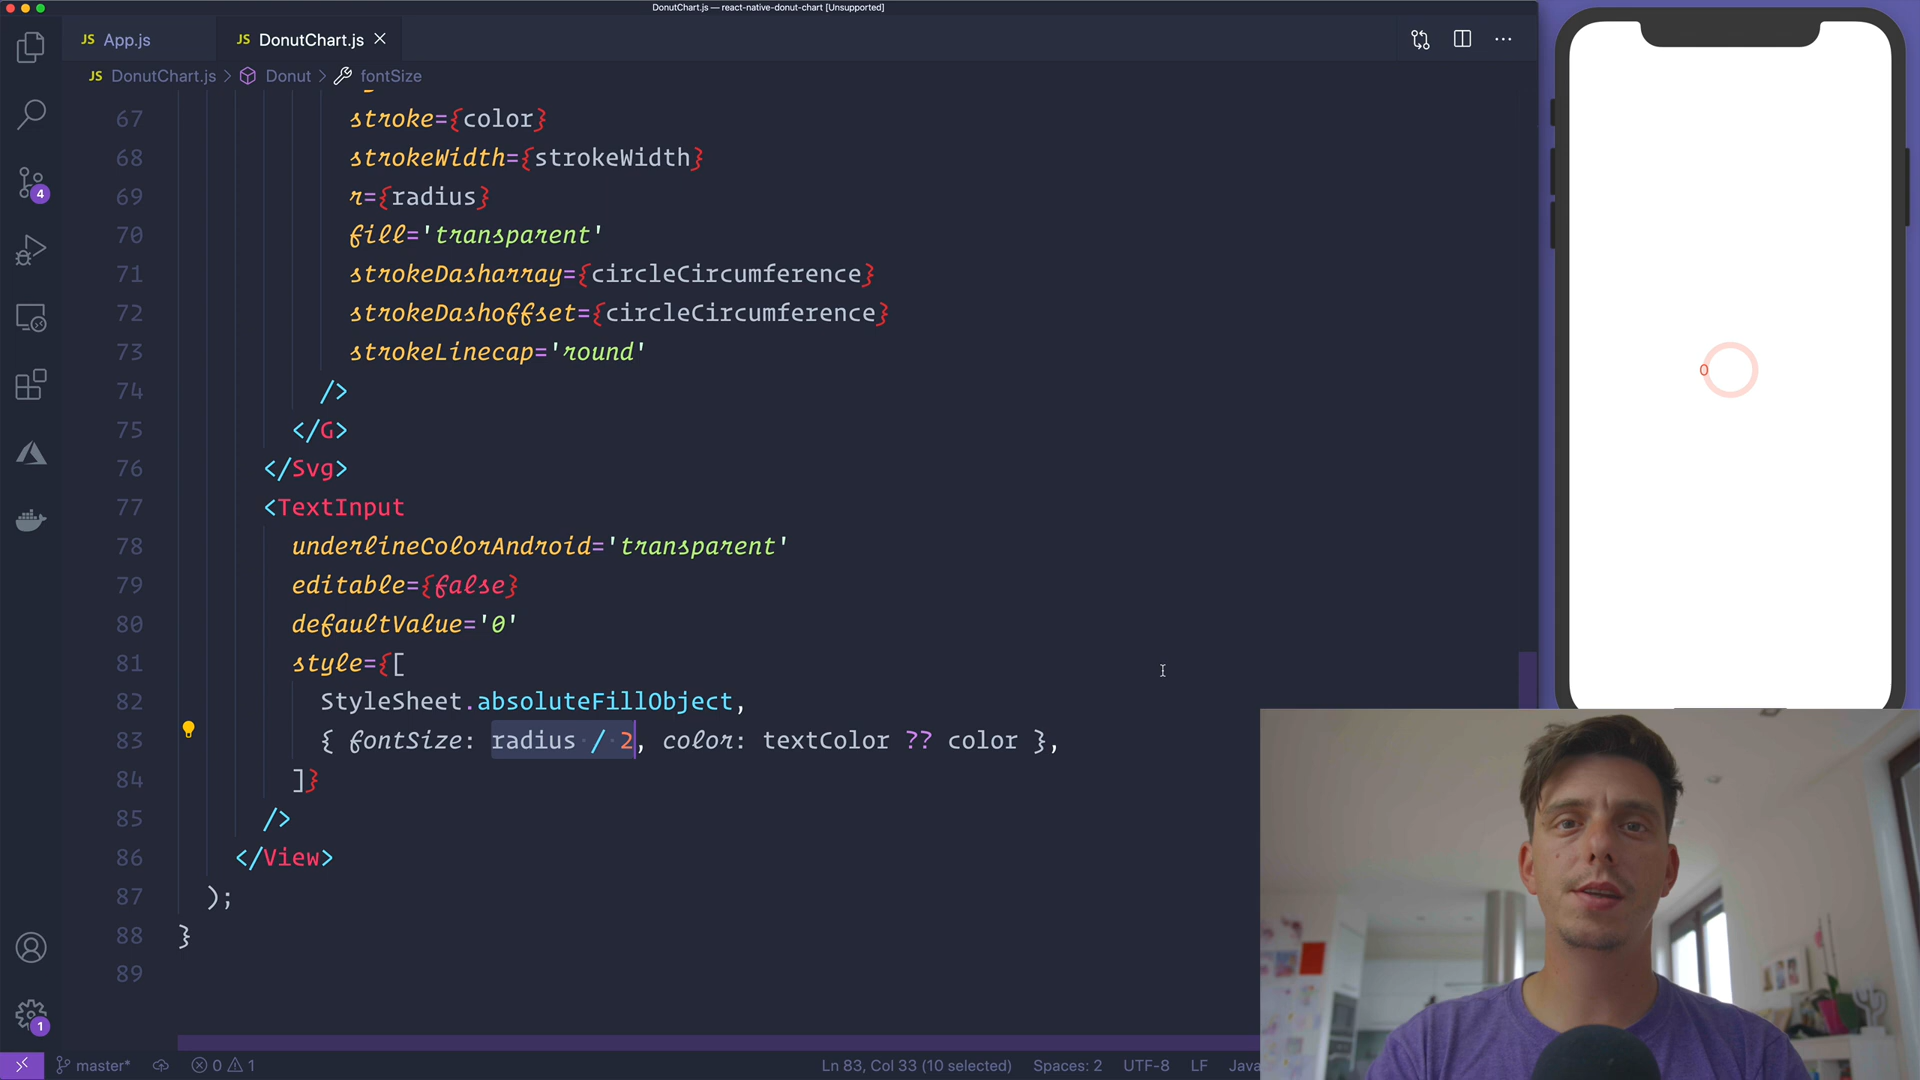 DonutChart.js — react-native-donut-chart [Unsupported]
JS App.js
JS DonutChart.js
JS DonutChart.js > Donut > fontSize
67 stroke={color}
68 strokeWidth={strokeWidth}
69 r={radius}
70 fill='transparent'
71 strokeDasharray={circleCircumference}
72 strokeDashoffset={circleCircumference}
73 strokeLinecap='round'
74 />
75 </G>
76 </Svg>
77 <TextInput
78 underlineColorAndroid='transparent'
79 editable={false}
80 defaultValue='0'
81 style={[
82 StyleSheet.absoluteFillObject,
83 { fontSize: radius / 2, color: textColor ?? color },
84 ]}
85 />
86 </View>
87 );
88 }
89
4
1
0
master* 0 1 Ln 83, Col 33 (10 selected) Spaces: 2 UTF-8 LF Java